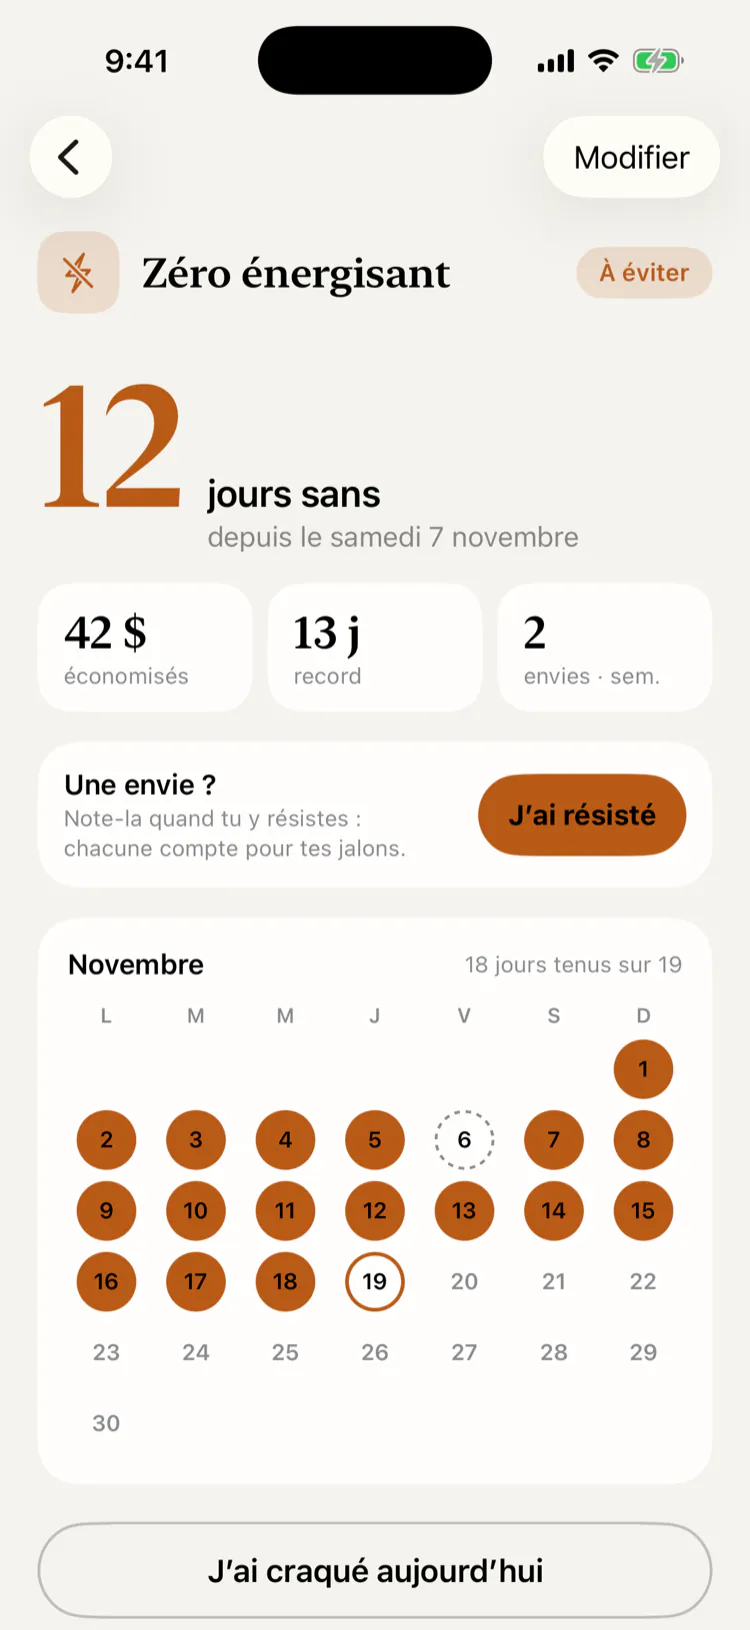 9:41
Modifier
Zéro énergisant
À éviter
12
jours sans
depuis le samedi 7 novembre
42 $
économisés
13 j
record
2
envies · sem.
Une envie ?
Note-la quand tu y résistes :
chacune compte pour tes jalons.
J’ai résisté
Novembre
18 jours tenus sur 19
L M M J V S D
1
2 3 4 5 6 7 8
9 10 11 12 13 14 15
16 17 18 19 20 21 22
23 24 25 26 27 28 29
30
J’ai craqué aujourd’hui